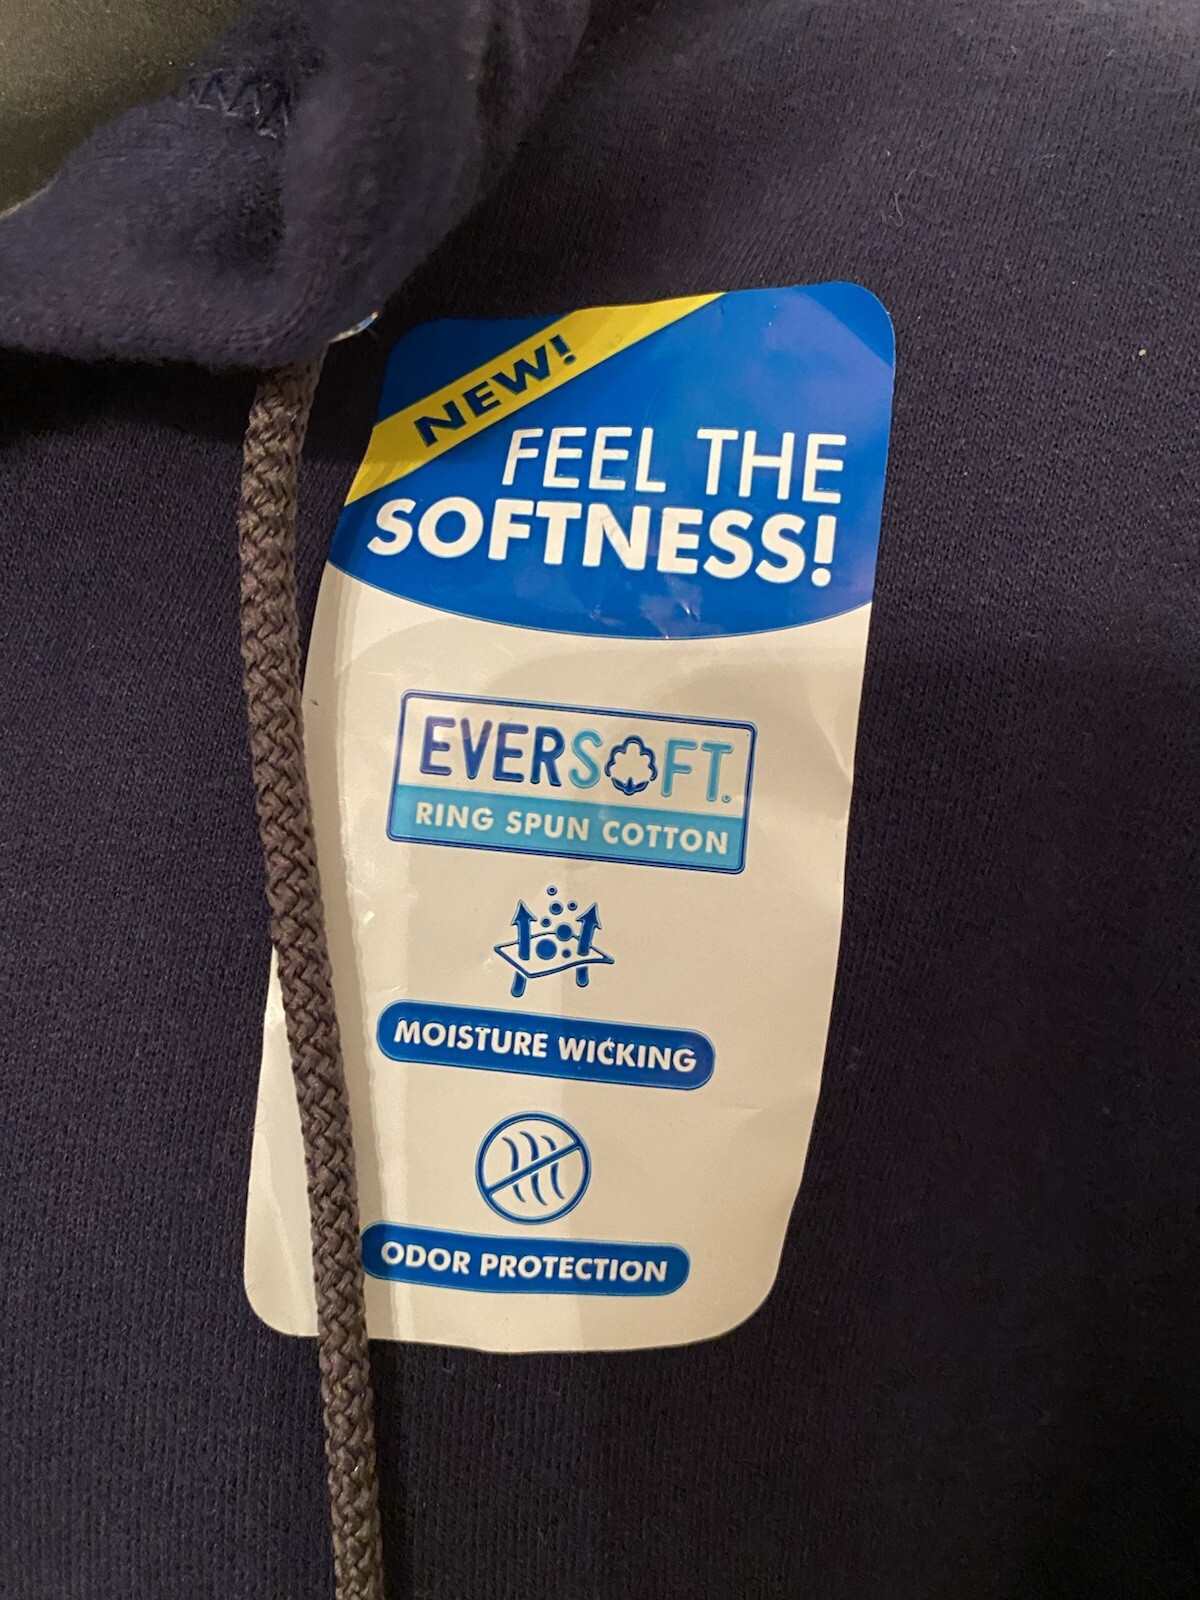 NEW!
FEEL THE
SOFTNESS!
EVERSOFT.
RING SPUN COTTON
MOISTURE WICKING
ODOR PROTECTION